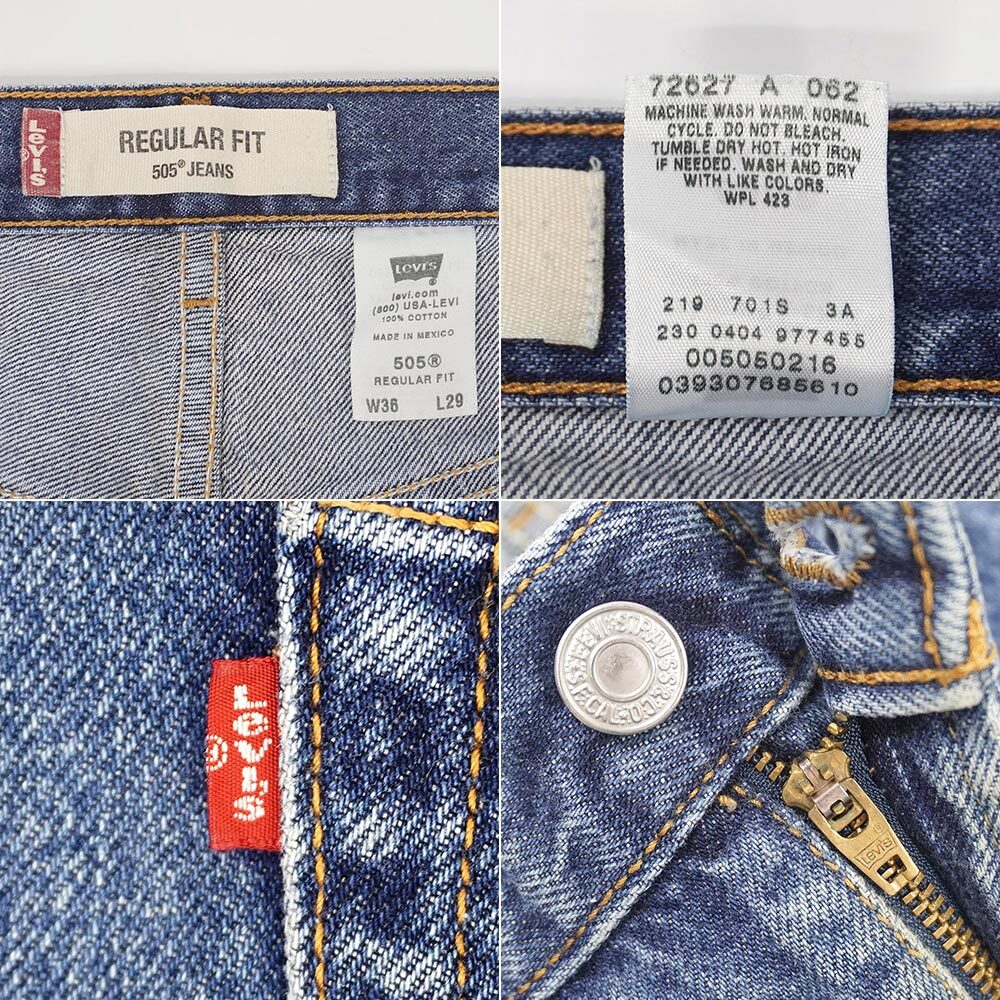 Levi's
REGULAR FIT
505® JEANS
LEVI'S
®
levi.com
(800) USA-LEVI
100% COTTON
MADE IN MEXICO
505®
REGULAR FIT
W36 L29
72627 A 062
MACHINE WASH WARM. NORMAL
CYCLE. DO NOT BLEACH.
TUMBLE DRY HOT. HOT IRON
IF NEEDED. WASH AND DRY
WITH LIKE COLORS.
WPL 423
219 701S 3A
230 0404 977455
005050216
039307685610
Levi's
®
LEVI STRAUSS & CO
S.F. CAL
Levi's
®